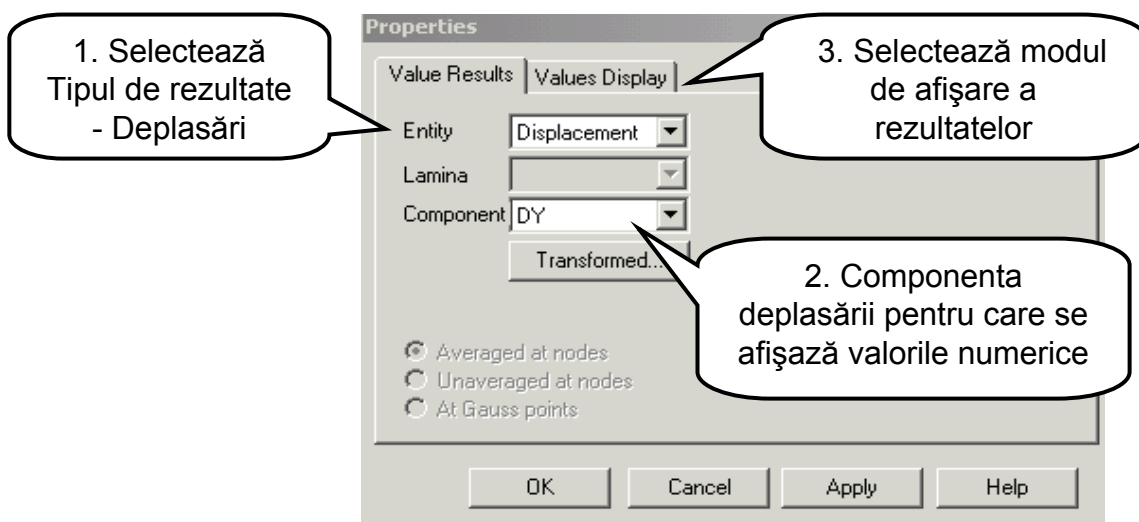 1. Selectează
Tipul de rezultate
- Deplasări
Properties
3. Selectează modul
de afişare a
rezultatelor
Value Results
Values Display
Entity
Displacement
Lamina
Component
DY
Transformed...
2. Componenta
deplasării pentru care se
afişază valorile numerice
Averaged at nodes
Unaveraged at nodes
At Gauss points
OK
Cancel
Apply
Help